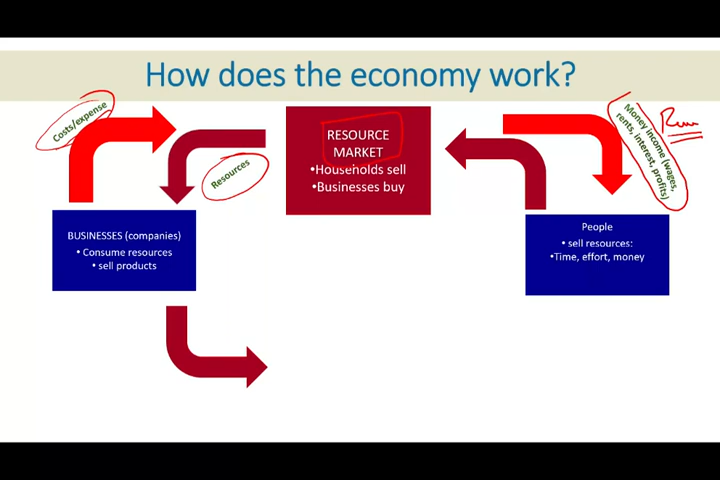 How does the economy work?
Costs/expense
RESOURCE
MARKET
•Households sell
•Businesses buy
Resources
Money income (wages,
rents, interest, profits)
BUSINESSES (companies)
• Consume resources
• sell products
People
• sell resources:
•Time, effort, money